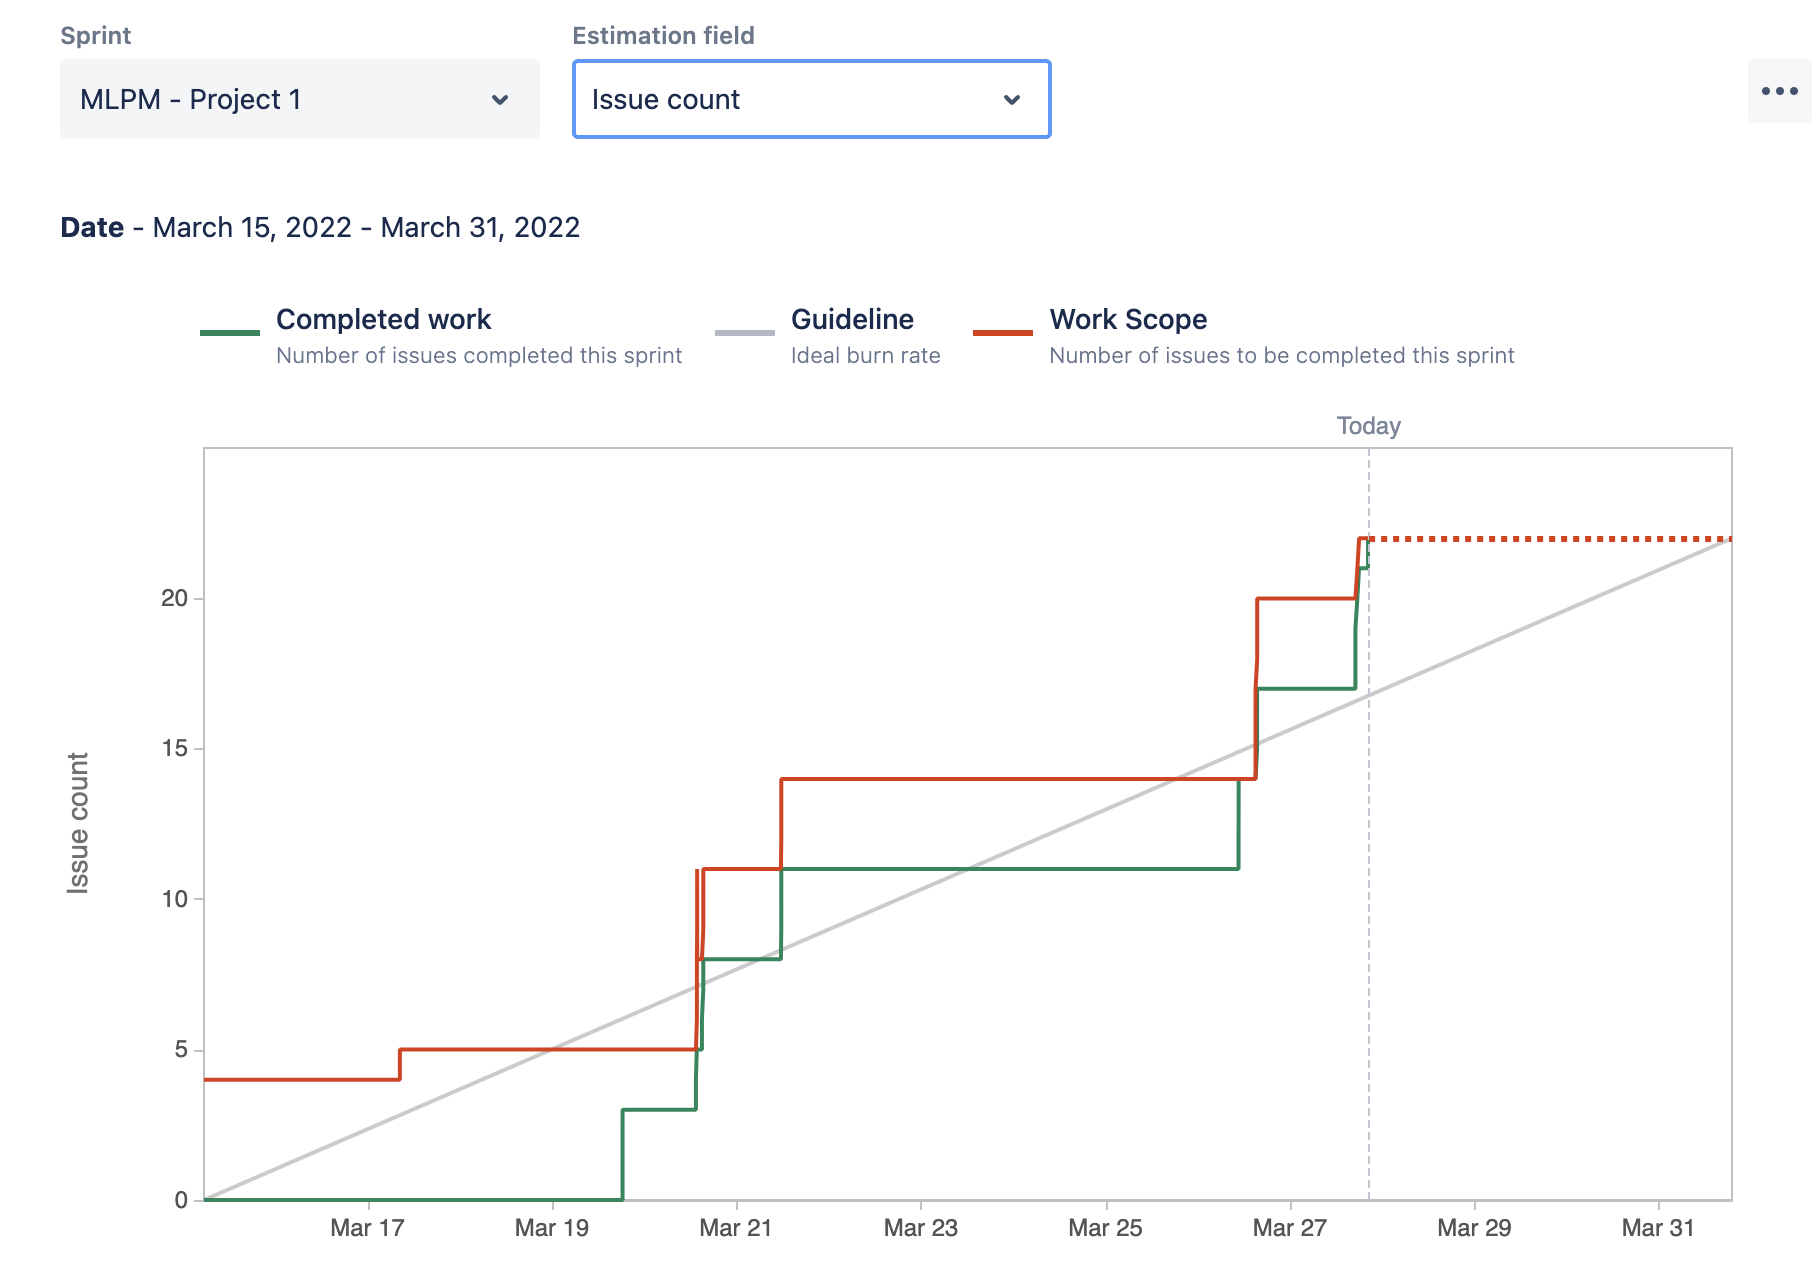 Sprint
Estimation field
MLPM - Project 1
Issue count
Date - March 15, 2022 - March 31, 2022
Completed work
Number of issues completed this sprint
Guideline
Ideal burn rate
Work Scope
Number of issues to be completed this sprint
Today
20
15
10
5
0
Issue count
Mar 17
Mar 19
Mar 21
Mar 23
Mar 25
Mar 27
Mar 29
Mar 31